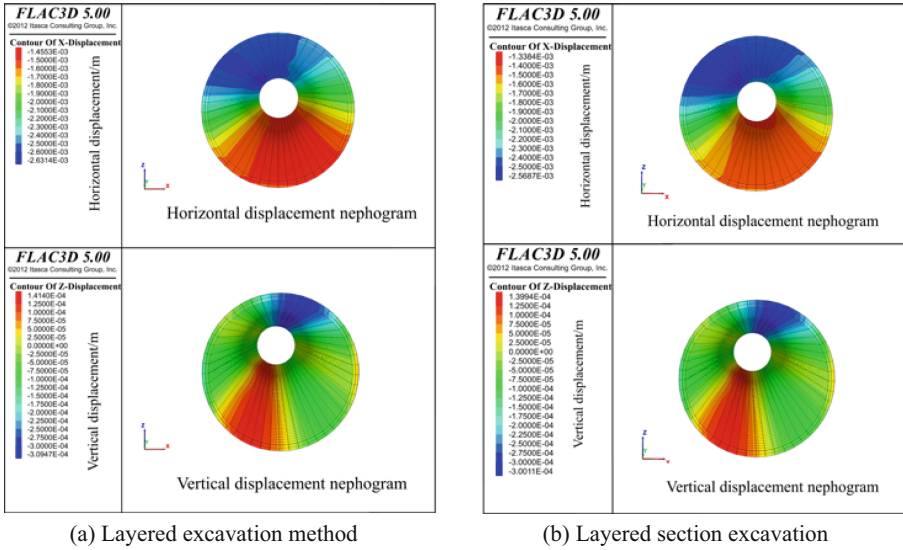 FLAC3D 5.00
©2012 Itasca Consulting Group, Inc.
Contour Of X-Displacement
-1.4553E-03
-1.5000E-03
-1.6000E-03
-1.7000E-03
-1.8000E-03
-1.9000E-03
-2.0000E-03
-2.1000E-03
-2.2000E-03
-2.3000E-03
-2.4000E-03
-2.5000E-03
-2.6000E-03
-2.6314E-03
Horizontal displacement/m
Z
Y
X
Horizontal displacement nephogram
FLAC3D 5.00
©2012 Itasca Consulting Group, Inc.
Contour Of Z-Displacement
1.4140E-04
1.2500E-04
1.0000E-04
7.5000E-05
5.0000E-05
2.5000E-05
0.0000E+00
-2.5000E-05
-5.0000E-05
-7.5000E-05
-1.0000E-04
-1.2500E-04
-1.5000E-04
-1.7500E-04
-2.0000E-04
-2.2500E-04
-2.5000E-04
-2.7500E-04
-3.0000E-04
-3.0947E-04
Vertical displacement/m
Z
Y
X
Vertical displacement nephogram
(a) Layered excavation method
FLAC3D 5.00
©2012 Itasca Consulting Group, Inc.
Contour Of X-Displacement
-1.3384E-03
-1.4000E-03
-1.5000E-03
-1.6000E-03
-1.7000E-03
-1.8000E-03
-1.9000E-03
-2.0000E-03
-2.1000E-03
-2.2000E-03
-2.3000E-03
-2.4000E-03
-2.5000E-03
-2.5687E-03
Horizontal displacement/m
Z
Y
X
Horizontal displacement nephogram
FLAC3D 5.00
©2012 Itasca Consulting Group, Inc.
Contour Of Z-Displacement
1.3994E-04
1.2500E-04
1.0000E-04
7.5000E-05
5.0000E-05
2.5000E-05
0.0000E+00
-2.5000E-05
-5.0000E-05
-7.5000E-05
-1.0000E-04
-1.2500E-04
-1.5000E-04
-1.7500E-04
-2.0000E-04
-2.2500E-04
-2.5000E-04
-2.7500E-04
-3.0000E-04
-3.0011E-04
Vertical displacement/m
Z
Y
Vertical displacement nephogram
(b) Layered section excavation